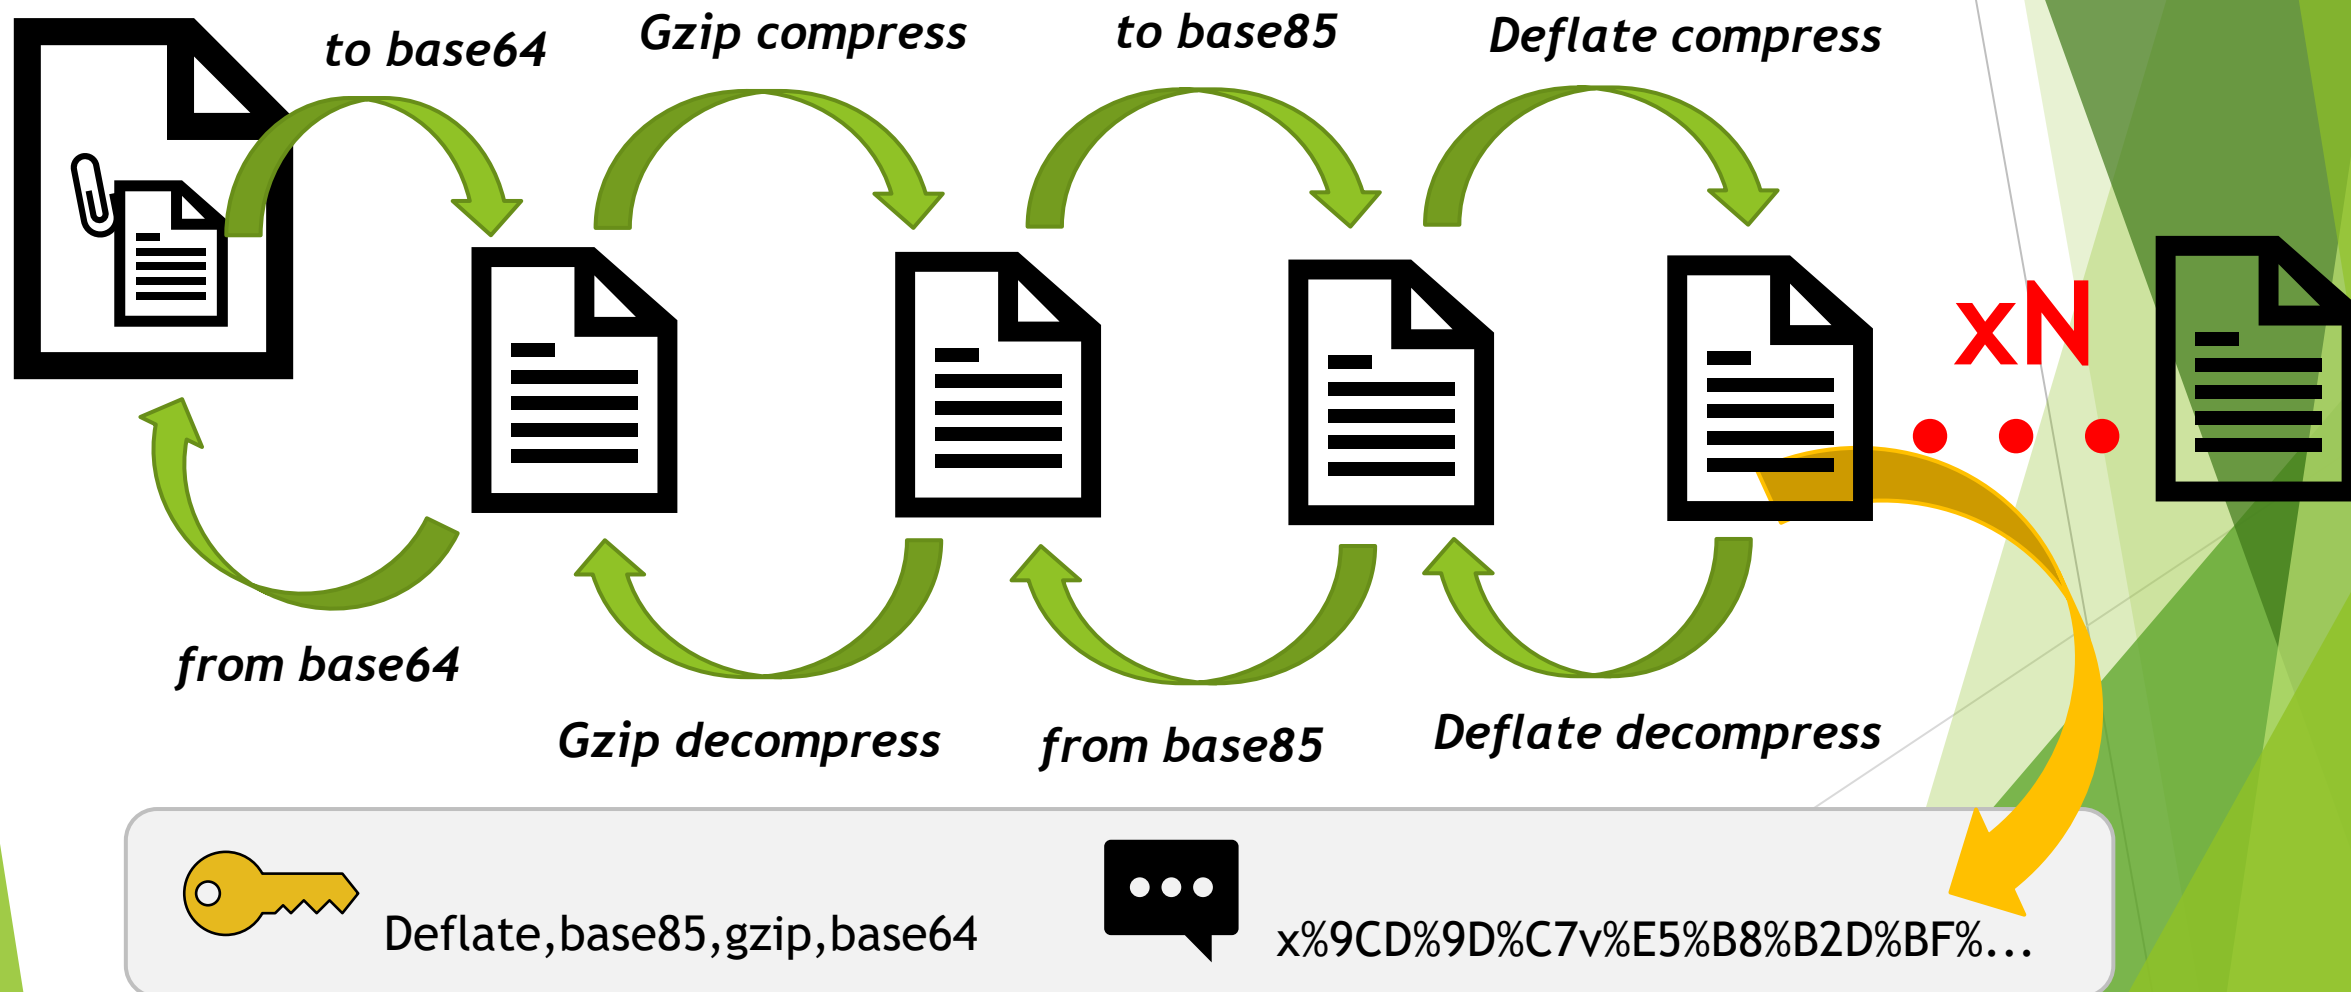 to base64
Gzip compress
to base85
Deflate compress
xN
from base64
Gzip decompress
from base85
Deflate decompress
Deflate,base85,gzip,base64
x%9CD%9D%C7v%E5%B8%B2D%BF%...